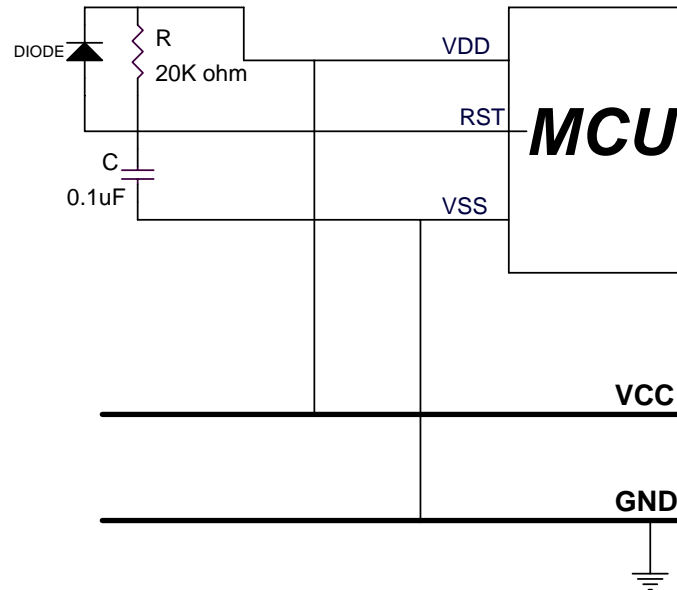 VDD
DIODE
R
20K ohm
RST
MCU
C
0.1uF
VSS
VCC
GND